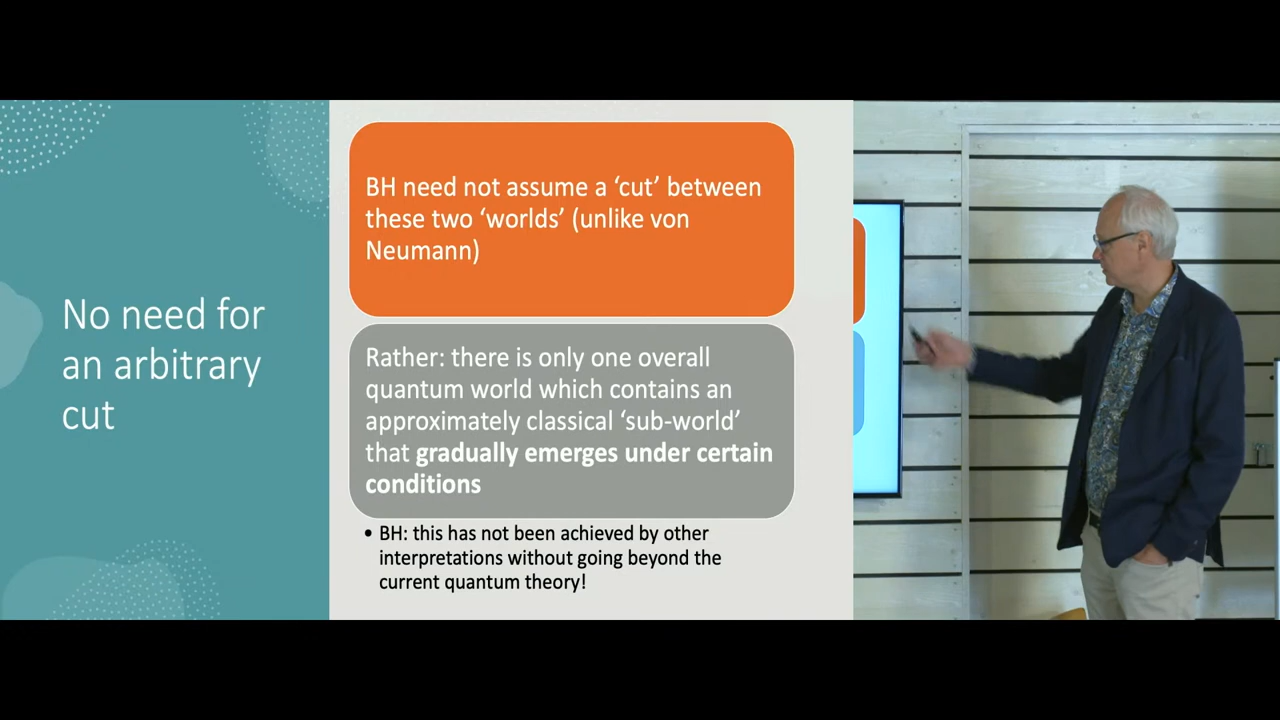 No need for
an arbitrary
cut
BH need not assume a ‘cut’ between
these two ‘worlds’ (unlike von
Neumann)
Rather: there is only one overall
quantum world which contains an
approximately classical ‘sub-world’
that gradually emerges under certain
conditions
• BH: this has not been achieved by other
interpretations without going beyond the
current quantum theory!